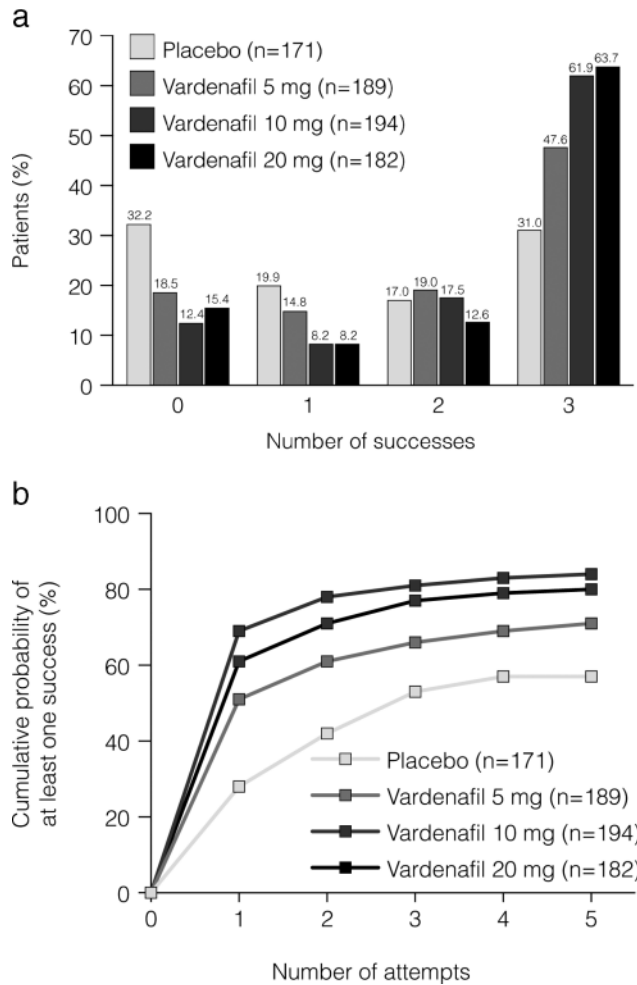 a
Placebo (n=171)
Vardenafil 5 mg (n=189)
Vardenafil 10 mg (n=194)
Vardenafil 20 mg (n=182)
Patients (%)
70
60
50
40
30
20
10
0
32.2
18.5
12.4
15.4
19.9
14.8
8.2
8.2
17.0
19.0
17.5
12.6
31.0
47.6
61.9
63.7
0 1 2 3
Number of successes
b
Cumulative probability of
at least one success (%)
100
80
60
40
20
0
Placebo (n=171)
Vardenafil 5 mg (n=189)
Vardenafil 10 mg (n=194)
Vardenafil 20 mg (n=182)
0 1 2 3 4 5
Number of attempts